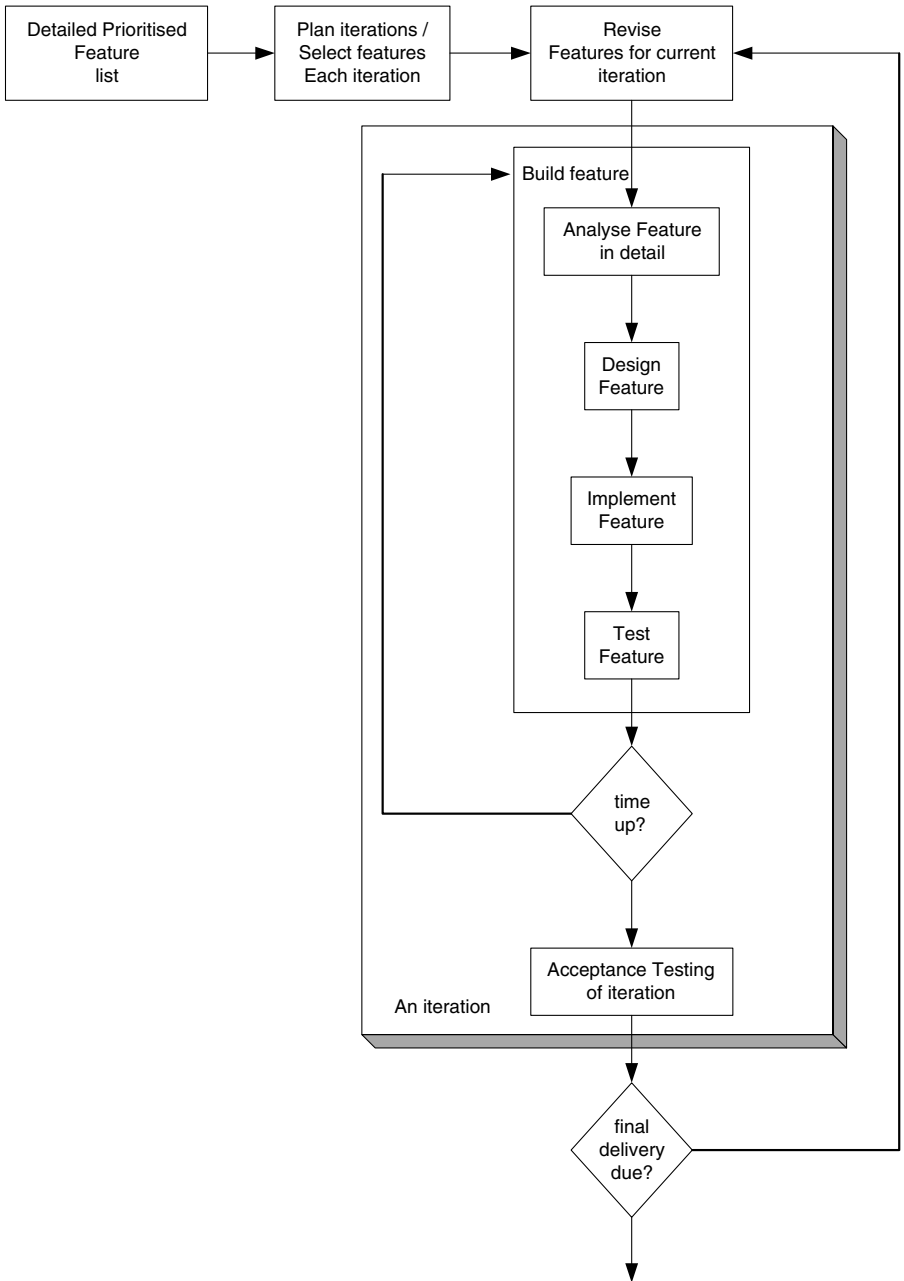 Detailed Prioritised
Feature
list
Plan iterations /
Select features
Each iteration
Revise
Features for current
iteration
Build feature
Analyse Feature
in detail
Design
Feature
Implement
Feature
Test
Feature
time
up?
Acceptance Testing
of iteration
An iteration
final
delivery
due?